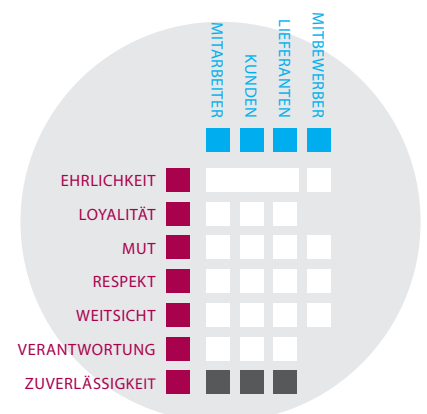 MITARBEITER
KUNDEN
LIEFERANTEN
MITBEWERBER
EHRLICHKEIT
LOYALITÄT
MUT
RESPEKT
WEITSICHT
VERANTWORTUNG
ZUVERLÄSSIGKEIT